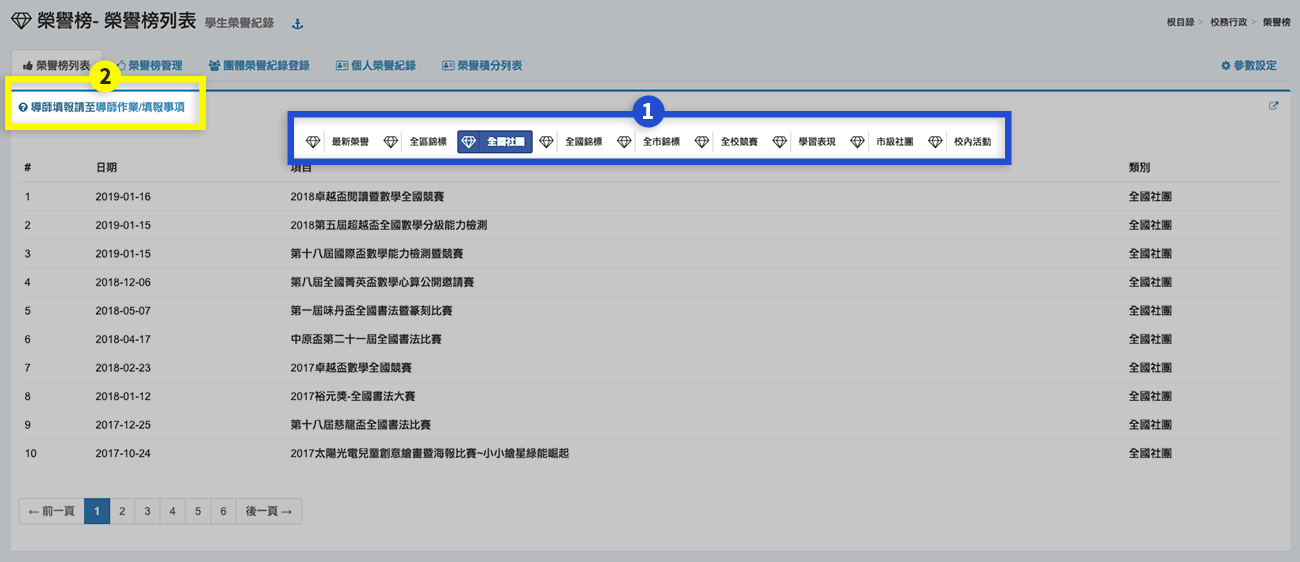 榮譽榜- 榮譽榜列表 學生榮譽紀錄
根目錄 > 校務行政 > 榮譽榜
榮譽榜列表 榮譽榜管理 團體榮譽紀錄登錄 個人榮譽紀錄 榮譽積分列表 參數設定
2
導師填報請至導師作業/填報事項
1
最新榮譽 全區錦標 全國社團 全國錦標 全市錦標 全校競賽 學習表現 市級社團 校內活動
# 日期 項目 類別
1 2019-01-16 2018卓越盃閱讀暨數學全國競賽 全國社團
2 2019-01-15 2018第五屆超越盃全國數學分級能力檢測 全國社團
3 2019-01-15 第十八屆國際盃數學能力檢測暨競賽 全國社團
4 2018-12-06 第八屆全國菁英盃數學心算公開邀請賽 全國社團
5 2018-05-07 第一屆味丹盃全國書法暨篆刻比賽 全國社團
6 2018-04-17 中原盃第二十一屆全國書法比賽 全國社團
7 2018-02-23 2017卓越盃數學全國競賽 全國社團
8 2018-01-12 2017裕元獎-全國書法大賽 全國社團
9 2017-12-25 第十八屆慈龍盃全國書法比賽 全國社團
10 2017-10-24 2017太陽光電兒童創意繪畫暨海報比賽~小小繪星綠能崛起 全國社團
← 前一頁 1 2 3 4 5 6 後一頁 →